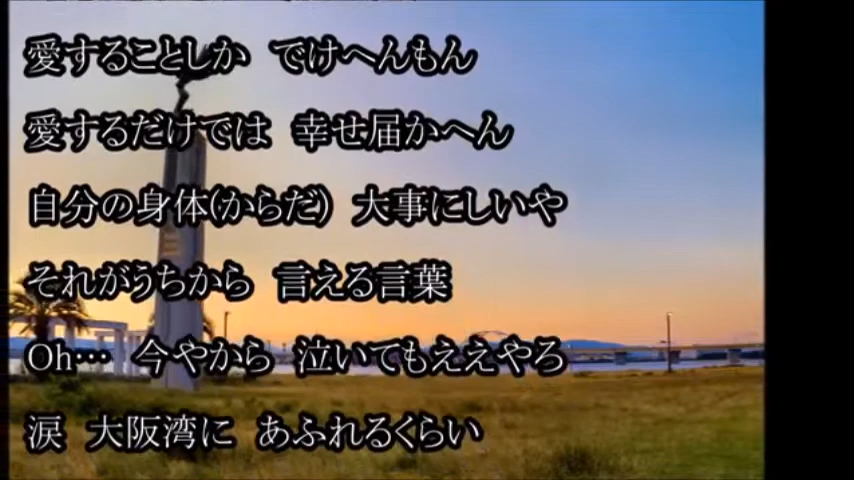 愛することしか　でけへんもん
愛するだけでは　幸せ届かへん
自分の身体(からだ)　大事にしいや
それがうちから　言える言葉
Oh…　今やから　泣いてもええやろ
涙　大阪湾に　あふれるくらい